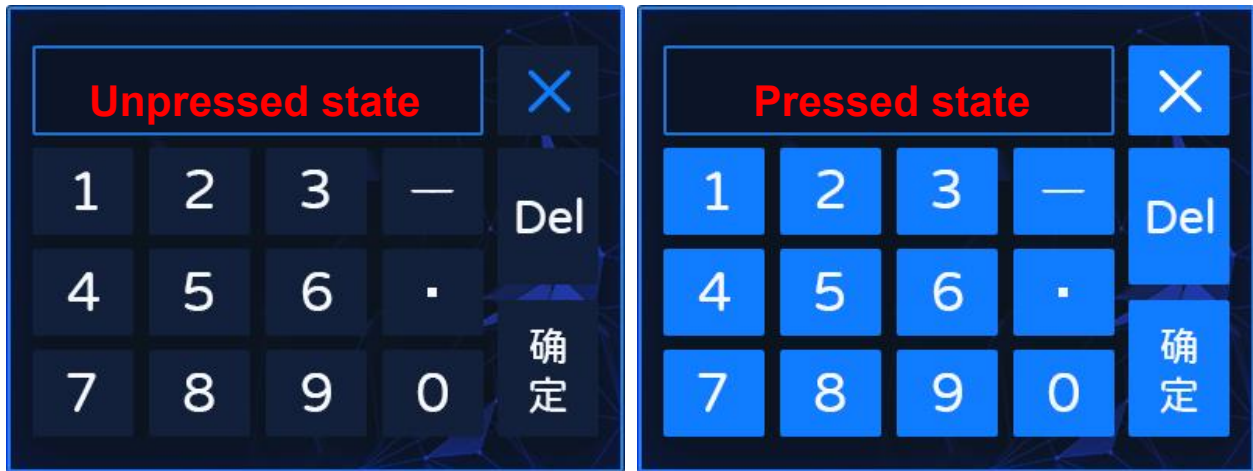 Unpressed state
1 2 3 — Del
4 5 6 .
7 8 9 0 确定
Pressed state
1 2 3 — Del
4 5 6 .
7 8 9 0 确定